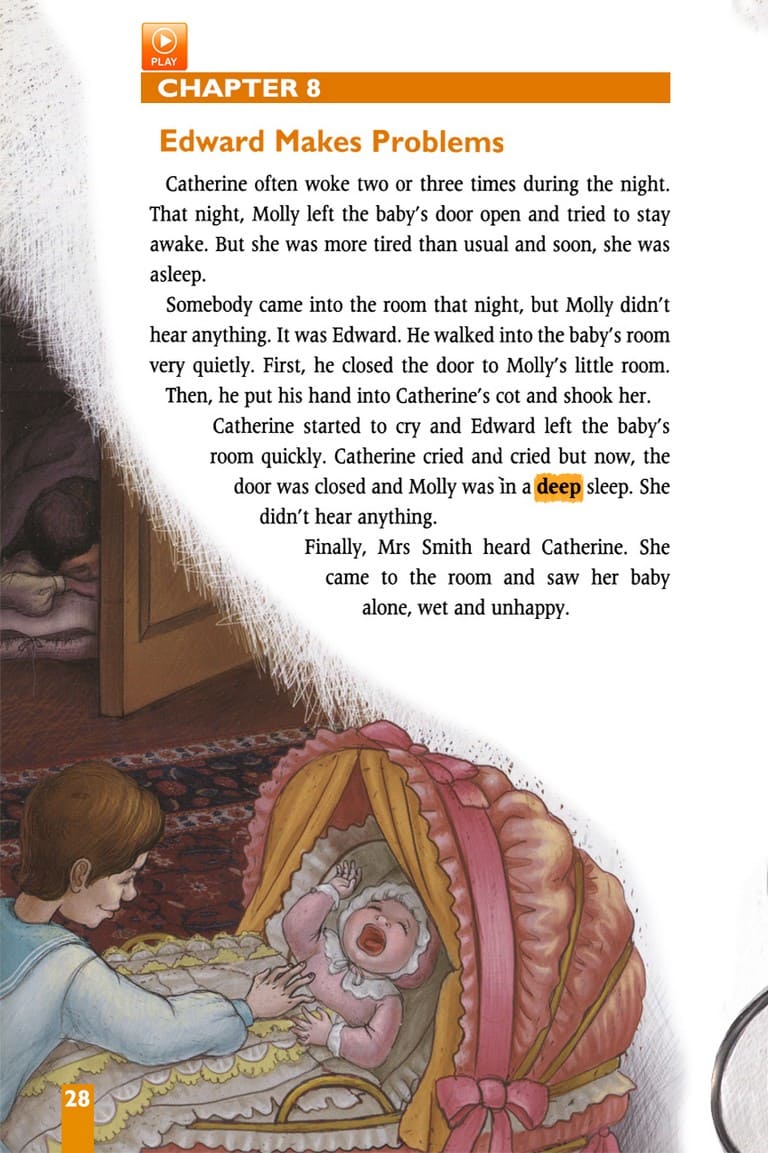 PLAY
CHAPTER 8
Edward Makes Problems
Catherine often woke two or three times during the night.
That night, Molly left the baby's door open and tried to stay
awake. But she was more tired than usual and soon, she was
asleep.
Somebody came into the room that night, but Molly didn't
hear anything. It was Edward. He walked into the baby's room
very quietly. First, he closed the door to Molly's little room.
Then, he put his hand into Catherine's cot and shook her.
Catherine started to cry and Edward left the baby's
room quickly. Catherine cried and cried but now, the
door was closed and Molly was in a deep sleep. She
didn't hear anything.
Finally, Mrs Smith heard Catherine. She
came to the room and saw her baby
alone, wet and unhappy.
28